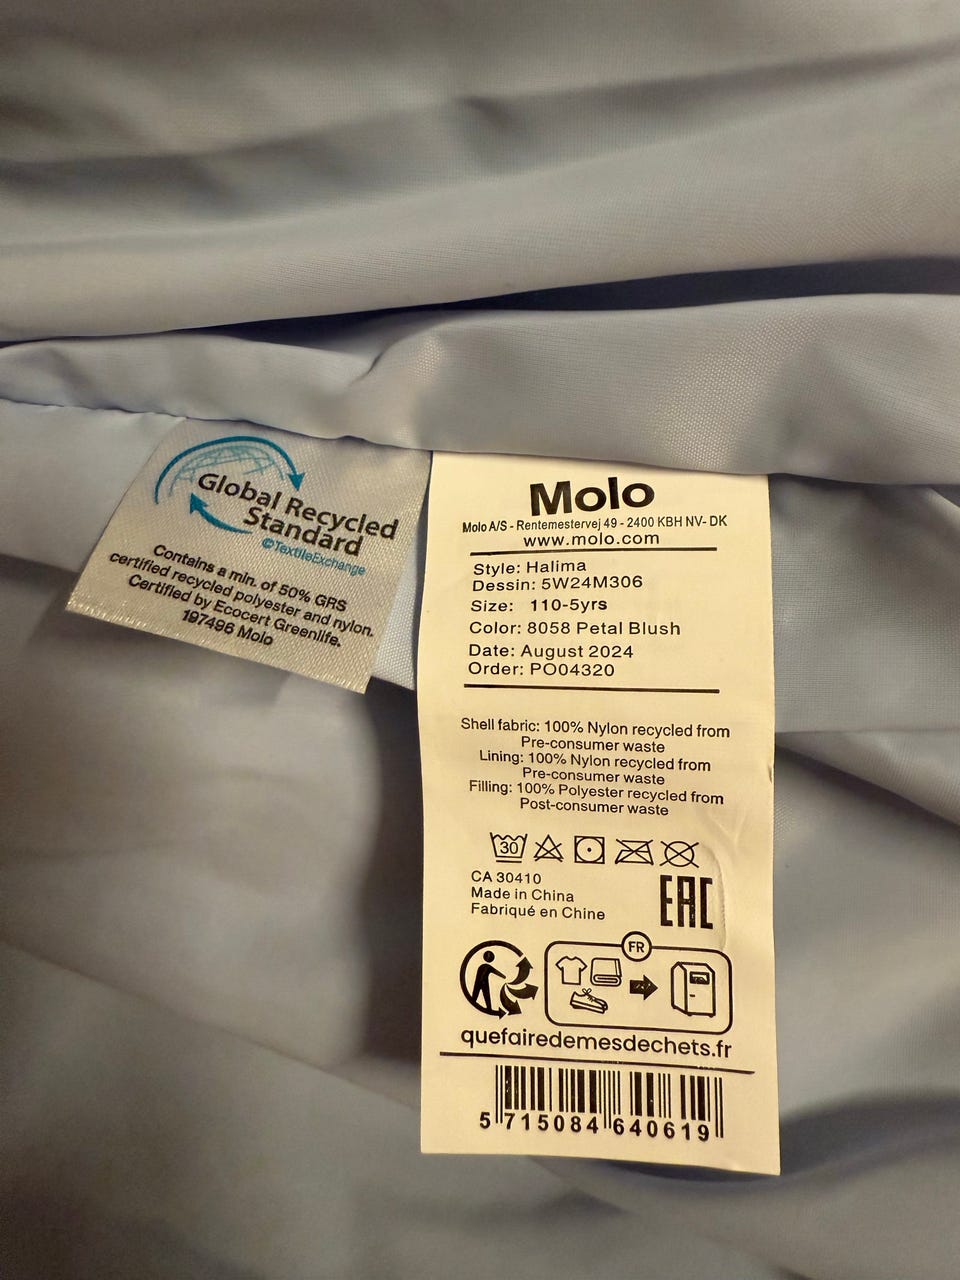 Global Recycled
Standard
©TextileExchange
Contains a min. of 50% GRS
certified recycled polyester and nylon.
Certified by Ecocert Greenlife.
197496 Molo
Molo
Molo A/S - Rentemestervej 49 - 2400 KBH NV- DK
www.molo.com
Style: Halima
Dessin: 5W24M306
Size: 110-5yrs
Color: 8058 Petal Blush
Date: August 2024
Order: PO04320
Shell fabric: 100% Nylon recycled from
Pre-consumer waste
Lining: 100% Nylon recycled from
Pre-consumer waste
Filling: 100% Polyester recycled from
Post-consumer waste
30
CA 30410
Made in China
Fabriqué en Chine
EAC
FR
quefairedemesdechets.fr
5 715084 640619